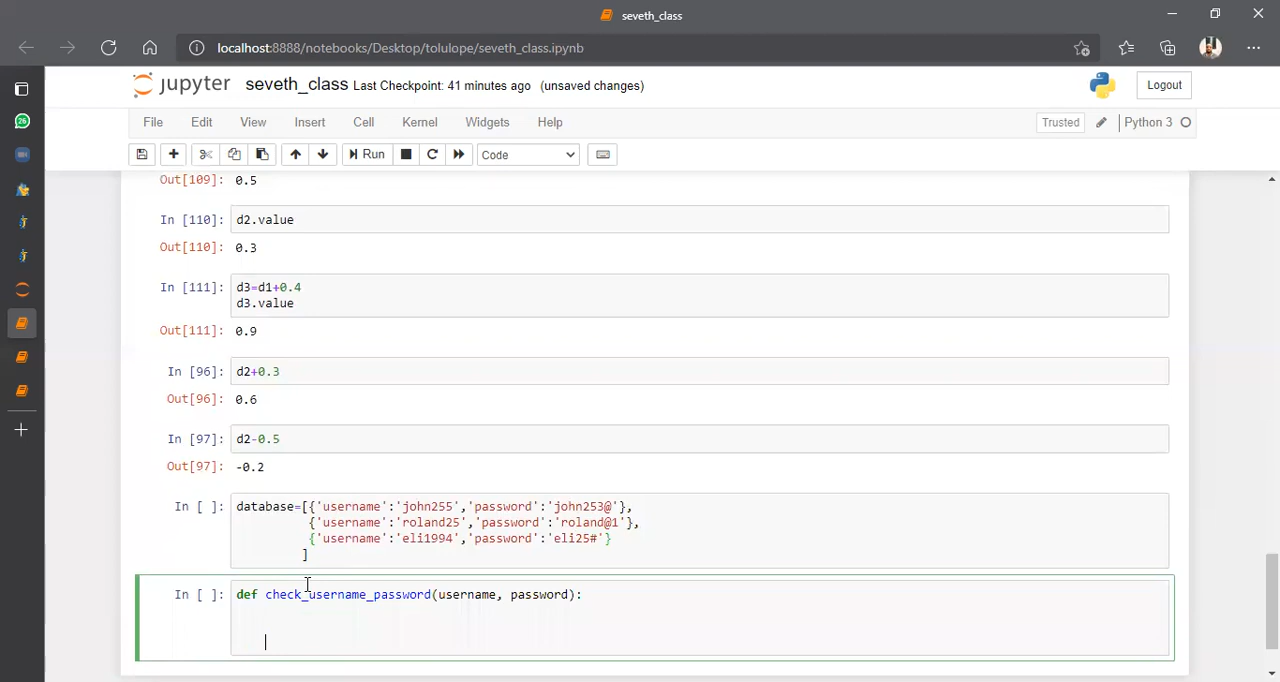 seveth_class
localhost:8888/notebooks/Desktop/tolulope/seveth_class.ipynb
jupyter seveth_class Last Checkpoint: 41 minutes ago (unsaved changes)
Logout
File Edit View Insert Cell Kernel Widgets Help
Trusted Python 3
Run Code
Out[109]: 0.5
In [110]: d2.value
Out[110]: 0.3
In [111]: d3=d1+0.4
d3.value
Out[111]: 0.9
In [96]: d2+0.3
Out[96]: 0.6
In [97]: d2-0.5
Out[97]: -0.2
In [ ]: database=[{'username':'john255','password':'john253@'},
{'username':'roland25','password':'roland@1'},
{'username':'eli1994','password':'eli25#'}
]
In [ ]: def check_username_password(username, password):